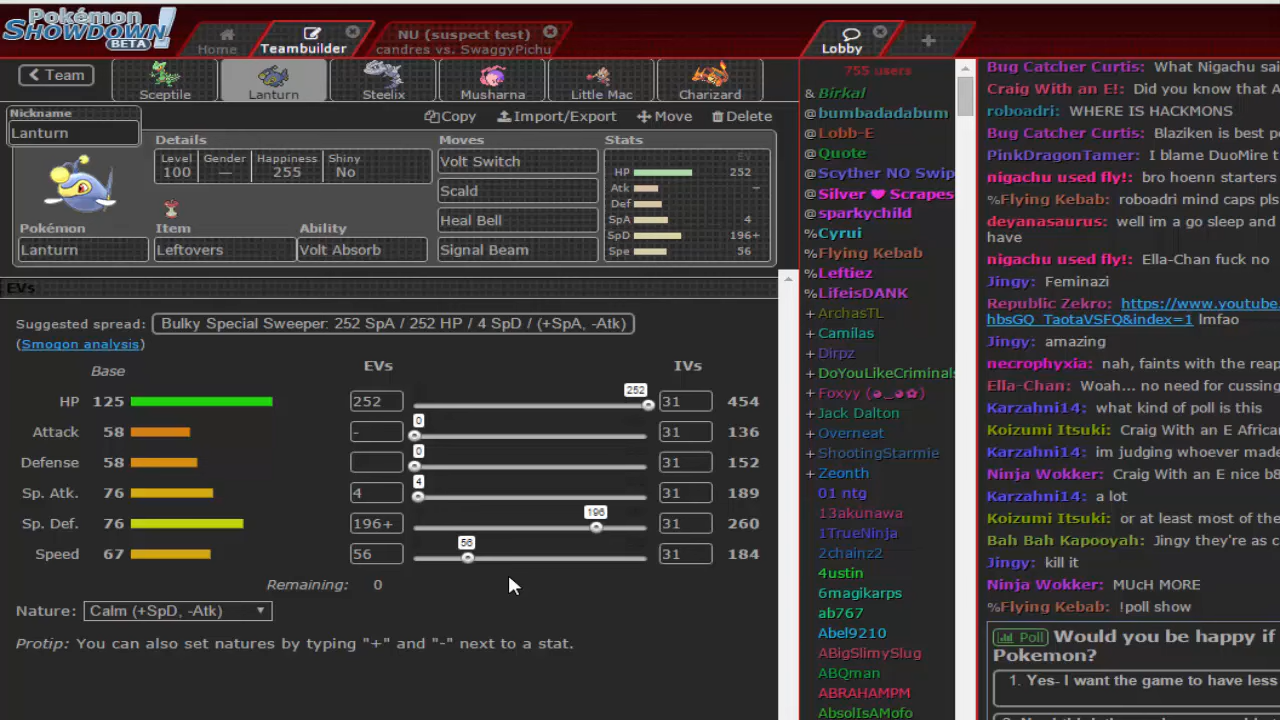 Pokémon
Showdown!
BETA
Home
Teambuilder
NU (suspect test)
candres vs. SwaggyPichu
Lobby
+
< Team
Sceptile
Lanturn
Steelix
Musharna
Little Mac
Charizard
Nickname
Lanturn
Copy
Import/Export
Move
Delete
Details
Level
100
Gender
—
Happiness
255
Shiny
No
Pokémon
Lanturn
Item
Leftovers
Ability
Volt Absorb
Moves
Volt Switch
Scald
Heal Bell
Signal Beam
Stats
EV
HP 252
Atk –
Def
SpA 4
SpD 196+
Spe 56
EVs
Suggested spread: Bulky Special Sweeper: 252 SpA / 252 HP / 4 SpD / (+SpA, -Atk)
(Smogon analysis)
Base EVs IVs
HP 125 252 252 31 454
Attack 58 - 0 31 136
Defense 58 0 31 152
Sp. Atk. 76 4 4 31 189
Sp. Def. 76 196+ 196 31 260
Speed 67 56 56 31 184
Remaining: 0
Nature: Calm (+SpD, -Atk)
Protip: You can also set natures by typing "+" and "-" next to a stat.
755 users
& Birkal
@bumbadadabum
@Lobb-E
@Quote
@Scyther NO Swip
@Silver ❤ Scrapes
@sparkychild
%Cyrui
%Flying Kebab
%Leftiez
%LifeisDANK
+ArchasTL
+Camilas
+Dirpz
+DoYouLikeCriminals
+Foxyy (◕‿◕✿)
+Jack Dalton
+Overneat
+ShootingStarmie
+Zeonth
01 ntg
13akunawa
1TrueNinja
2chainz2
4ustin
6magikarps
ab767
Abel9210
ABigSlimySlug
ABQman
ABRAHAMPM
AbsolIsAMofo
Bug Catcher Curtis: What Nigachu sai
Craig With an E!: Did you know that A
roboadri: WHERE IS HACKMONS
Bug Catcher Curtis: Blaziken is best p
PinkDragonTamer: I blame DuoMire t
nigachu used fly!: bro hoenn starters
%Flying Kebab: roboadri mind caps pls
deyanasaurus: well im a go sleep and
have
nigachu used fly!: Ella-Chan fuck no
Jingy: Feminazi
Republic Zekro: https://www.youtube.
hbsGQ_TaotaVSFQ&index=1 lmfao
Jingy: amazing
necrophyxia: nah, faints with the reap
Ella-Chan: Woah... no need for cussing
Karzahni14: what kind of poll is this
Koizumi Itsuki: Craig With an E Africar
Karzahni14: im judging whoever made
Ninja Wokker: Craig With an E nice b8
Karzahni14: a lot
Koizumi Itsuki: or at least most of the
Bah Bah Kapooyah: Jingy they're as c
Jingy: kill it
Ninja Wokker: MUcH MORE
%Flying Kebab: !poll show
Poll Would you be happy if
Pokemon?
1. Yes- I want the game to have less